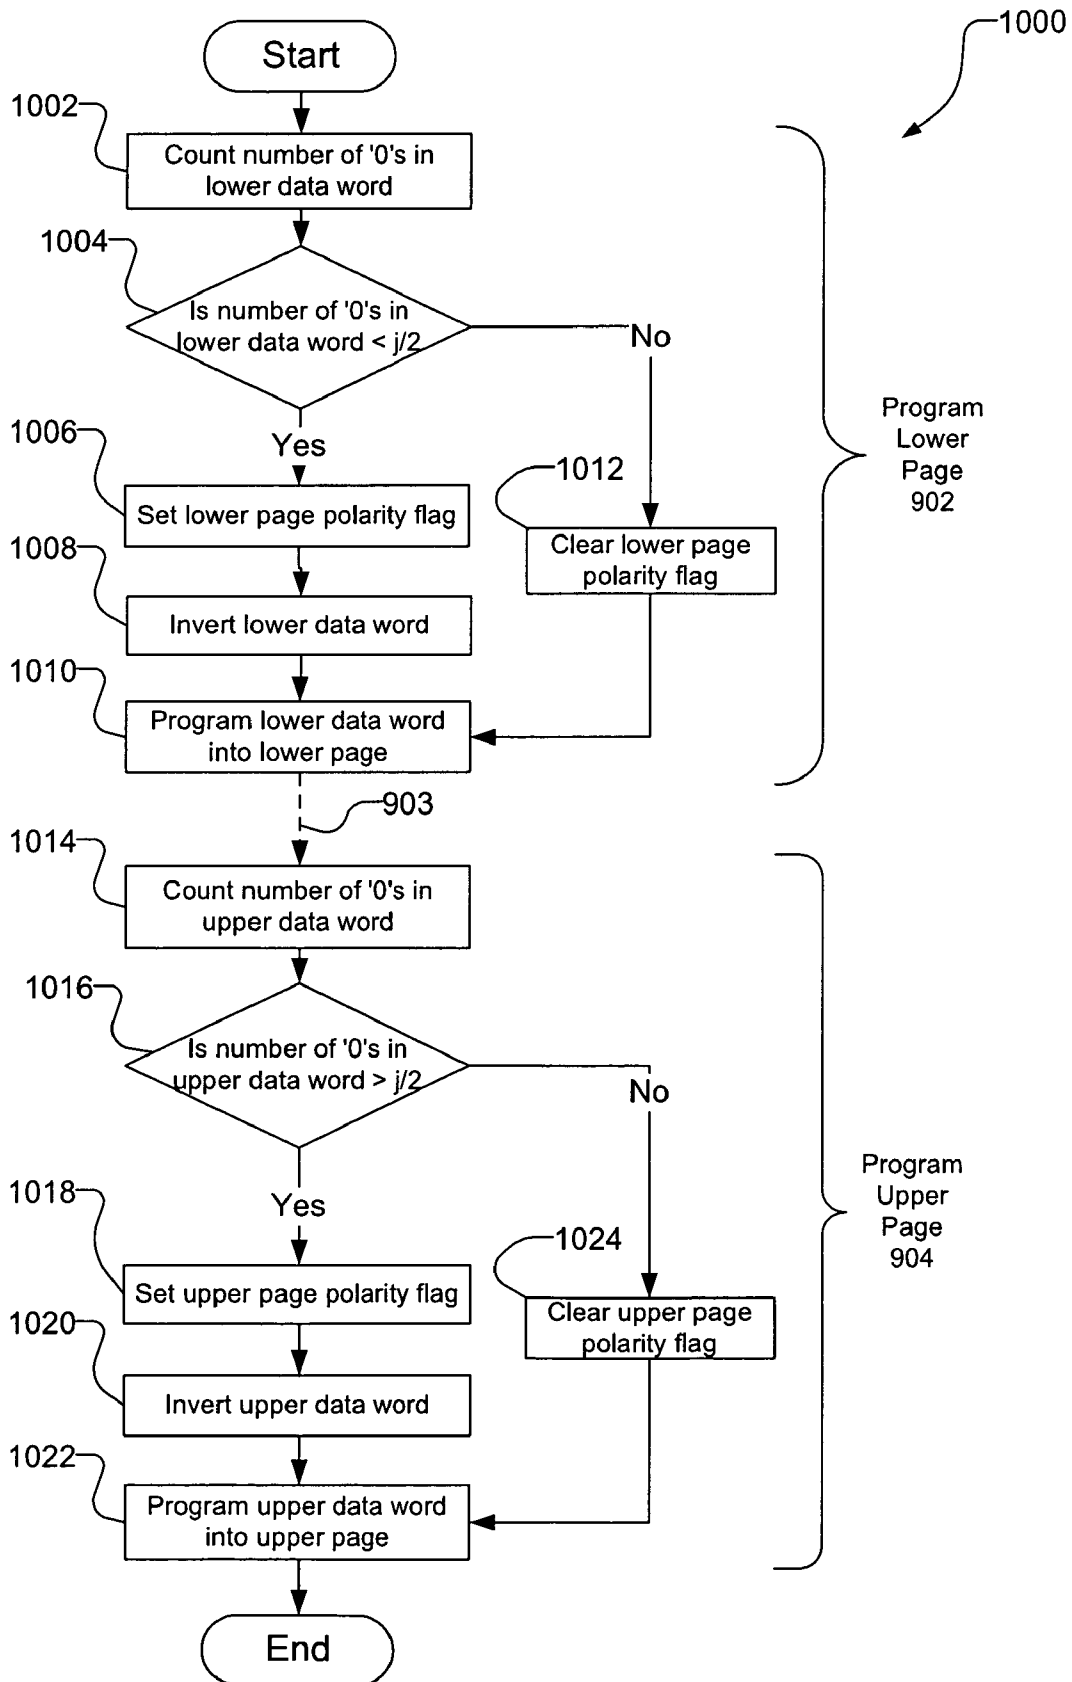 1000
Start
1002
Count number of '0's in
lower data word
1004
Is number of '0's in
lower data word < j/2
No
Yes
1006
Set lower page polarity flag
1012
Clear lower page
polarity flag
1008
Invert lower data word
1010
Program lower data word
into lower page
Program
Lower
Page
902
903
1014
Count number of '0's in
upper data word
1016
Is number of '0's in
upper data word > j/2
No
Yes
1018
Set upper page polarity flag
1024
Clear upper page
polarity flag
1020
Invert upper data word
1022
Program upper data word
into upper page
Program
Upper
Page
904
End